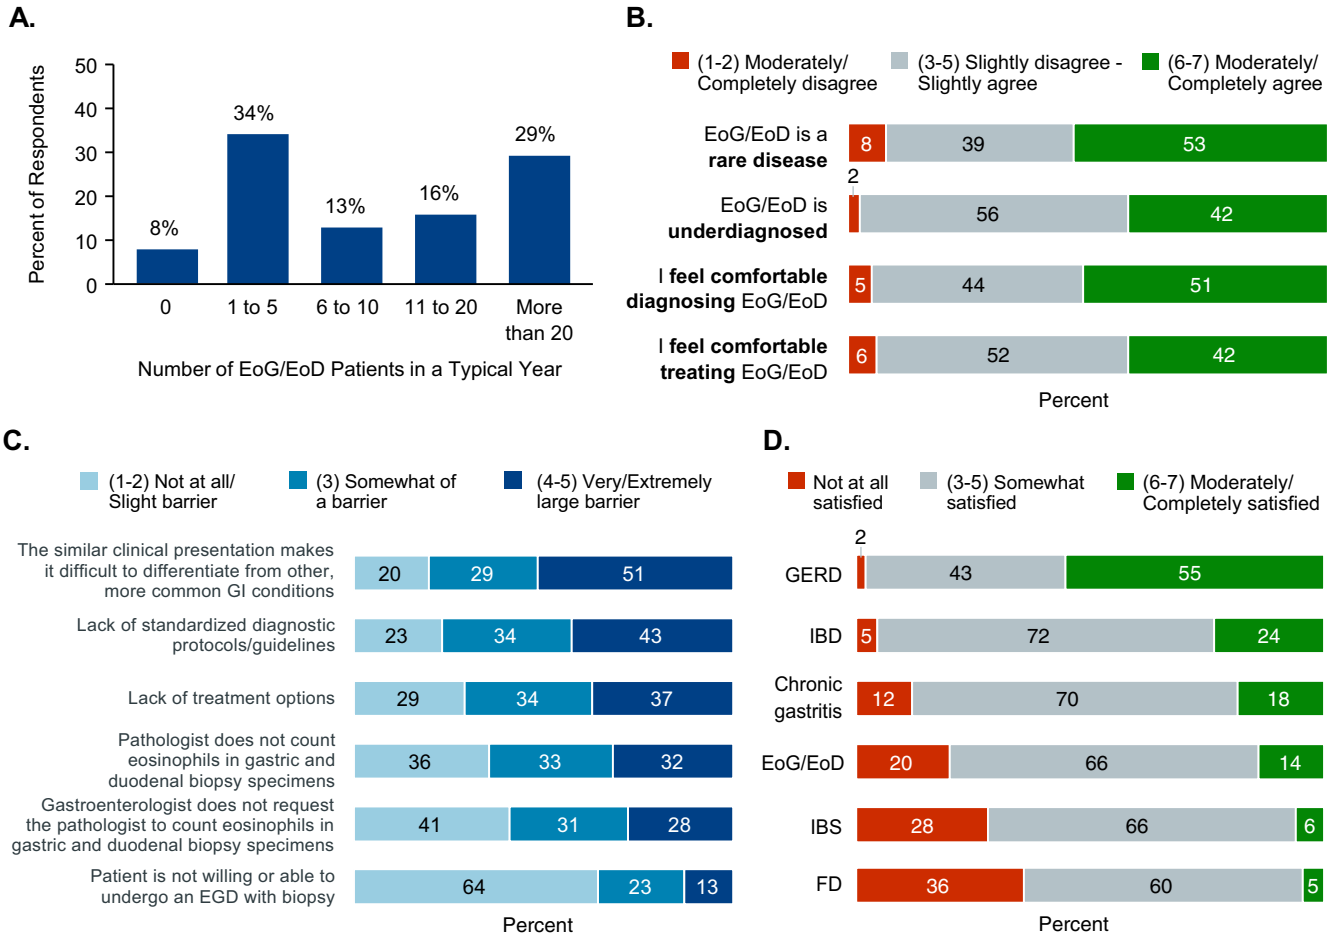 A.
50
40
30
20
10
0
Percent of Respondents
8%
34%
13%
16%
29%
0
1 to 5
6 to 10
11 to 20
More
than 20
Number of EoG/EoD Patients in a Typical Year
B.
(1-2) Moderately/
Completely disagree
(3-5) Slightly disagree -
Slightly agree
(6-7) Moderately/
Completely agree
EoG/EoD is a
rare disease
8 39 53
EoG/EoD is
underdiagnosed
2 56 42
I feel comfortable
diagnosing EoG/EoD
5 44 51
I feel comfortable
treating EoG/EoD
6 52 42
Percent
C.
(1-2) Not at all/
Slight barrier
(3) Somewhat of
a barrier
(4-5) Very/Extremely
large barrier
The similar clinical presentation makes
it difficult to differentiate from other,
more common GI conditions
20 29 51
Lack of standardized diagnostic
protocols/guidelines
23 34 43
Lack of treatment options
29 34 37
Pathologist does not count
eosinophils in gastric and
duodenal biopsy specimens
36 33 32
Gastroenterologist does not request
the pathologist to count eosinophils in
gastric and duodenal biopsy specimens
41 31 28
Patient is not willing or able to
undergo an EGD with biopsy
64 23 13
Percent
D.
Not at all
satisfied
(3-5) Somewhat
satisfied
(6-7) Moderately/
Completely satisfied
GERD
2 43 55
IBD
5 72 24
Chronic
gastritis
12 70 18
EoG/EoD
20 66 14
IBS
28 66 6
FD
36 60 5
Percent